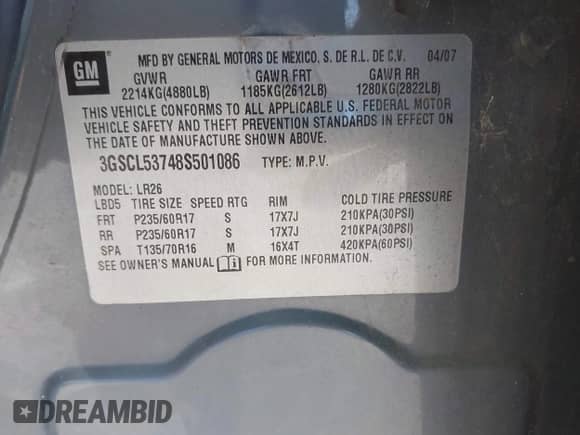 GM
MFD BY GENERAL MOTORS DE MEXICO, S. DE R.L. DE C.V. 04/07
GVWR GAWR FRT GAWR RR
2214KG(4880LB) 1185KG(2612LB) 1280KG(2822LB)
THIS VEHICLE CONFORMS TO ALL APPLICABLE U.S. FEDERAL MOTOR
VEHICLE SAFETY AND THEFT PREVENTION STANDARDS IN EFFECT ON
THE DATE OF MANUFACTURE SHOWN ABOVE.
3GSCL53748S501086 TYPE: M.P.V.
MODEL: LR26
LBD5 TIRE SIZE SPEED RTG RIM COLD TIRE PRESSURE
FRT P235/60R17 S 17X7J 210KPA(30PSI)
RR P235/60R17 S 17X7J 210KPA(30PSI)
SPA T135/70R16 M 16X4T 420KPA(60PSI)
SEE OWNER'S MANUAL FOR MORE INFORMATION.
DREAMBID